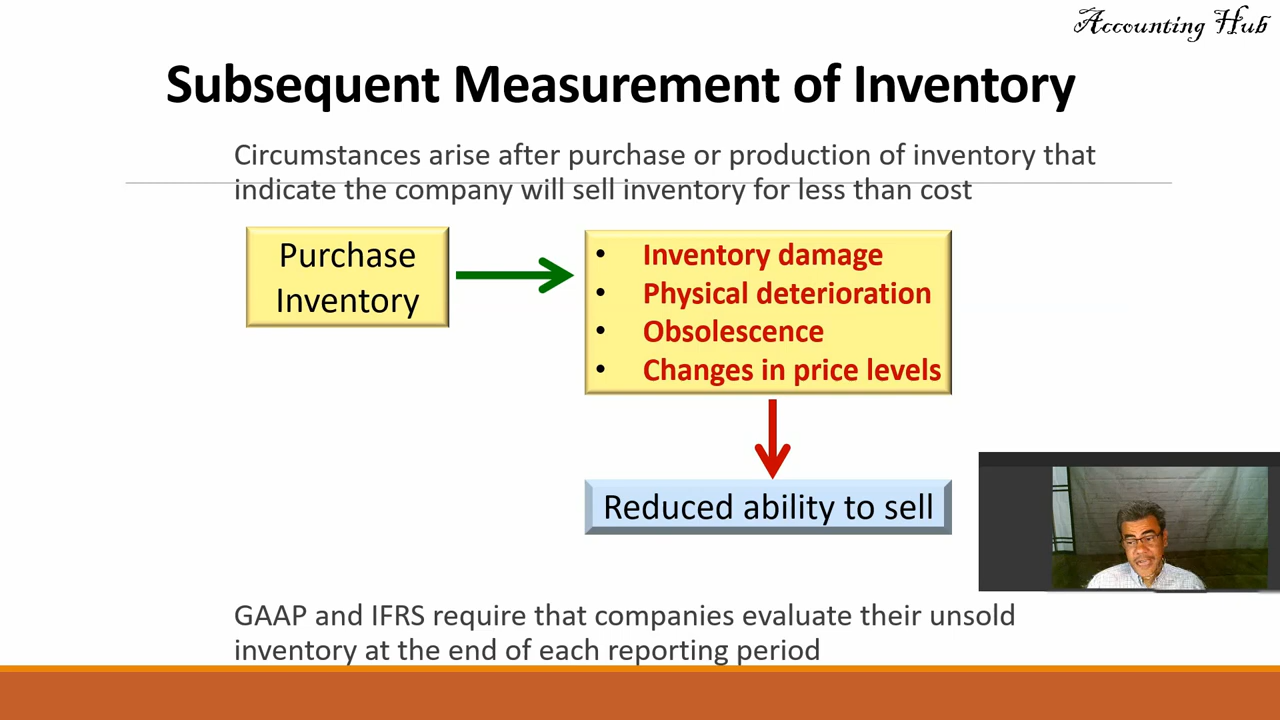 Accounting Hub
Subsequent Measurement of Inventory
Circumstances arise after purchase or production of inventory that
indicate the company will sell inventory for less than cost
Purchase
Inventory
• Inventory damage
• Physical deterioration
• Obsolescence
• Changes in price levels
Reduced ability to sell
GAAP and IFRS require that companies evaluate their unsold
inventory at the end of each reporting period